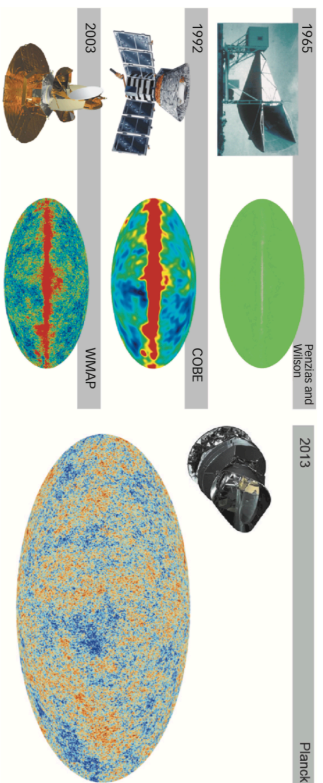 1965
Penzias and
Wilson
1992
COBE
2003
WMAP
2013
Planck